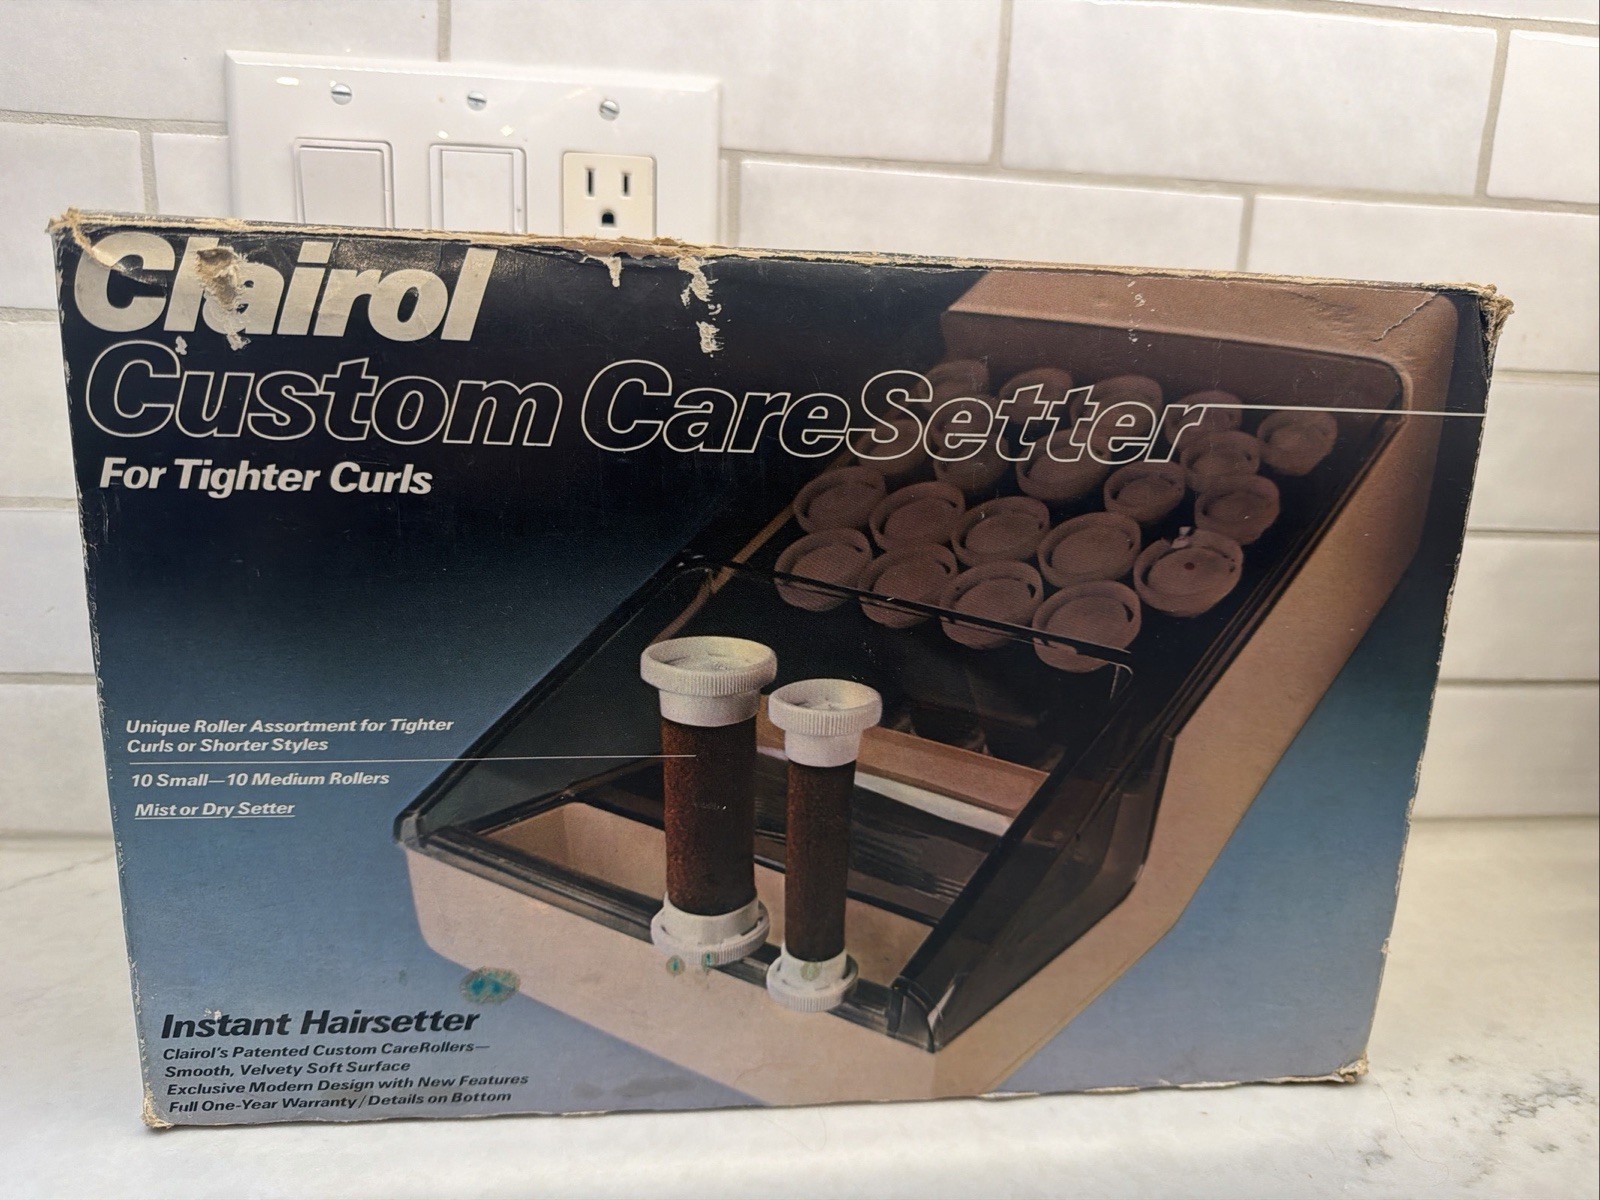 Clairol
Custom CareSetter
For Tighter Curls
Unique Roller Assortment for Tighter
Curls or Shorter Styles
10 Small—10 Medium Rollers
Mist or Dry Setter
Instant Hairsetter
Clairol's Patented Custom CareRollers—
Smooth, Velvety Soft Surface
Exclusive Modern Design with New Features
Full One-Year Warranty/Details on Bottom